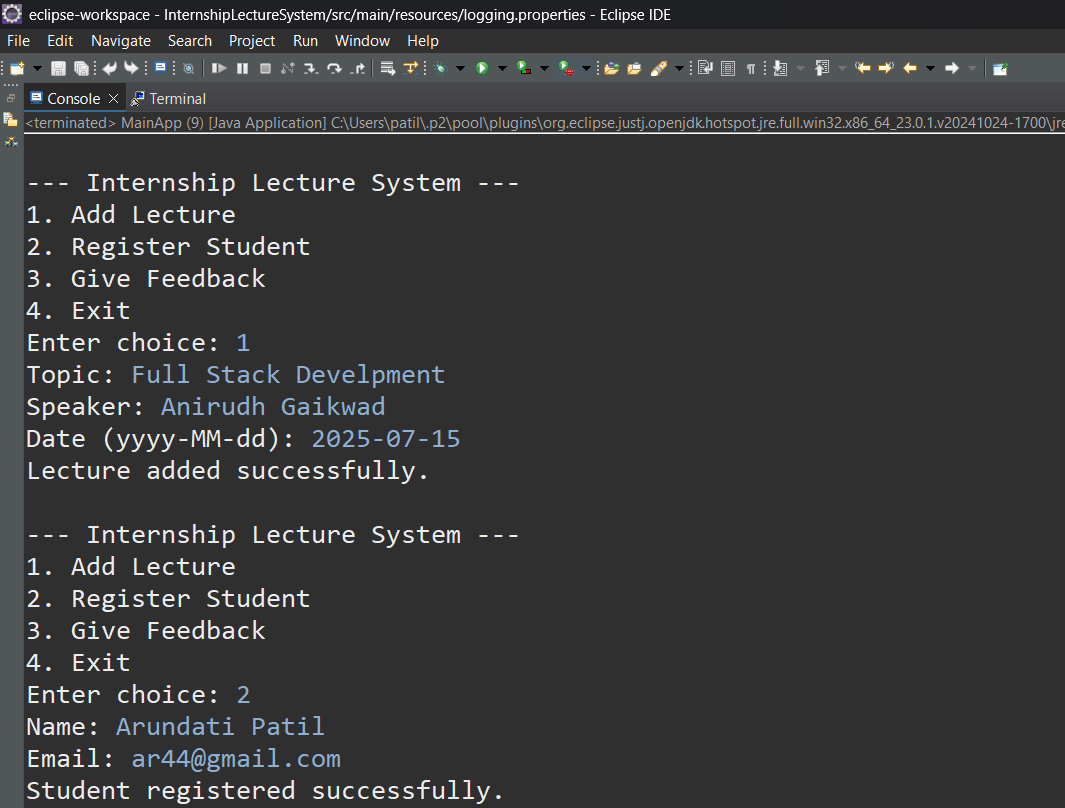 eclipse-workspace - InternshipLectureSystem/src/main/resources/logging.properties - Eclipse IDE
File Edit Navigate Search Project Run Window Help
Console Terminal
<terminated> MainApp (9) [Java Application] C:\Users\patil\.p2\pool\plugins\org.eclipse.justj.openjdk.hotspot.jre.full.win32.x86_64_23.0.1.v20241024-1700\jre
--- Internship Lecture System ---
1. Add Lecture
2. Register Student
3. Give Feedback
4. Exit
Enter choice: 1
Topic: Full Stack Develpment
Speaker: Anirudh Gaikwad
Date (yyyy-MM-dd): 2025-07-15
Lecture added successfully.
--- Internship Lecture System ---
1. Add Lecture
2. Register Student
3. Give Feedback
4. Exit
Enter choice: 2
Name: Arundati Patil
Email: ar44@gmail.com
Student registered successfully.